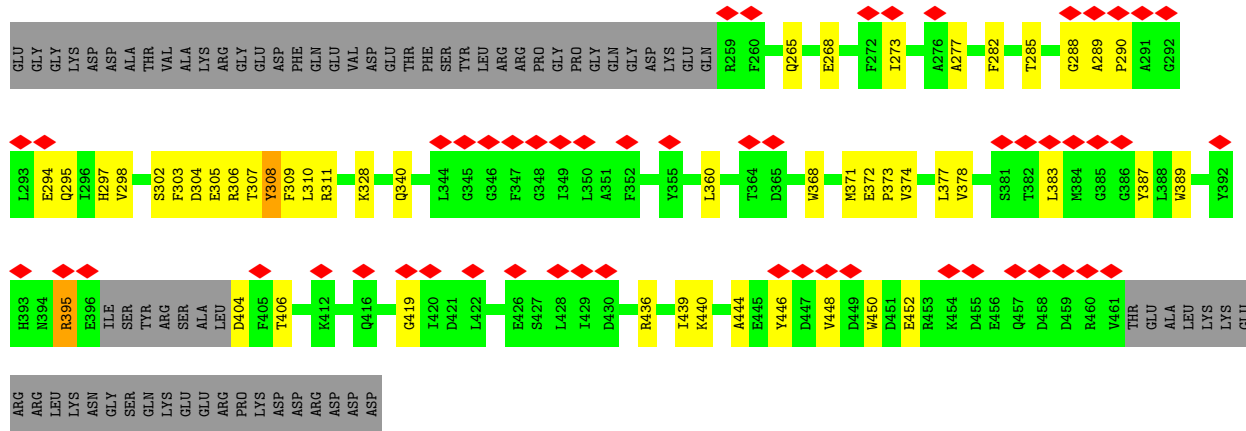 GLU GLY GLY LYS ASP ASP ALA THR VAL ALA LYS ARG GLY GLU ASP PHE GLN GLU VAL ASP GLU THR PHE SER TYR LEU ARG ARG PRO GLY PRO GLY GLN GLY ASP LYS GLU GLN R259 F260 Q265 E268 F272 I273 A276 A277 F282 T285 G288 A289 P290 A291 G292
L293 E294 Q295 I296 H297 V298 S302 F303 D304 E305 R306 T307 Y308 F309 L310 R311 K328 Q340 L344 G345 G346 F347 G348 I349 L350 A351 F352 Y355 L360 T364 D365 W368 M371 E372 P373 V374 L377 V378 S381 T382 L383 M384 G385 G386 Y387 L388 W389 Y392
H393 N394 R395 E396 ILE SER TYR ARG SER ALA LEU D404 F405 T406 K412 Q416 G419 I420 D421 L422 E426 S427 L428 I429 D430 R436 I439 K440 A444 E445 Y446 D447 V448 D449 W450 D451 E452 R453 K454 D455 E456 Q457 D458 D459 R460 V461 THR GLU ALA LEU LYS LYS GLU
ARG ARG LEU LYS ASN GLY SER GLN LYS GLU GLU ARG PRO LYS ASP ASP ARG ASP ASP ASP